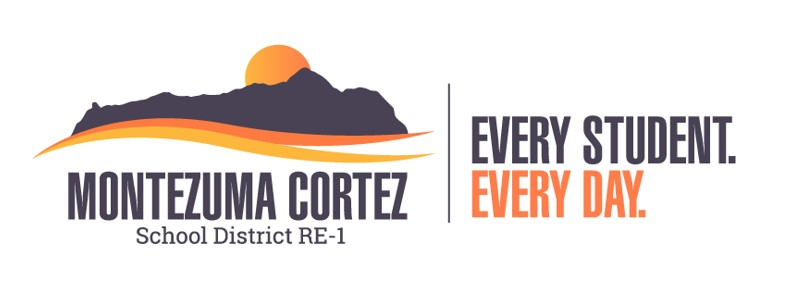 MONTEZUMA CORTEZ
School District RE-1
EVERY STUDENT.
EVERY DAY.